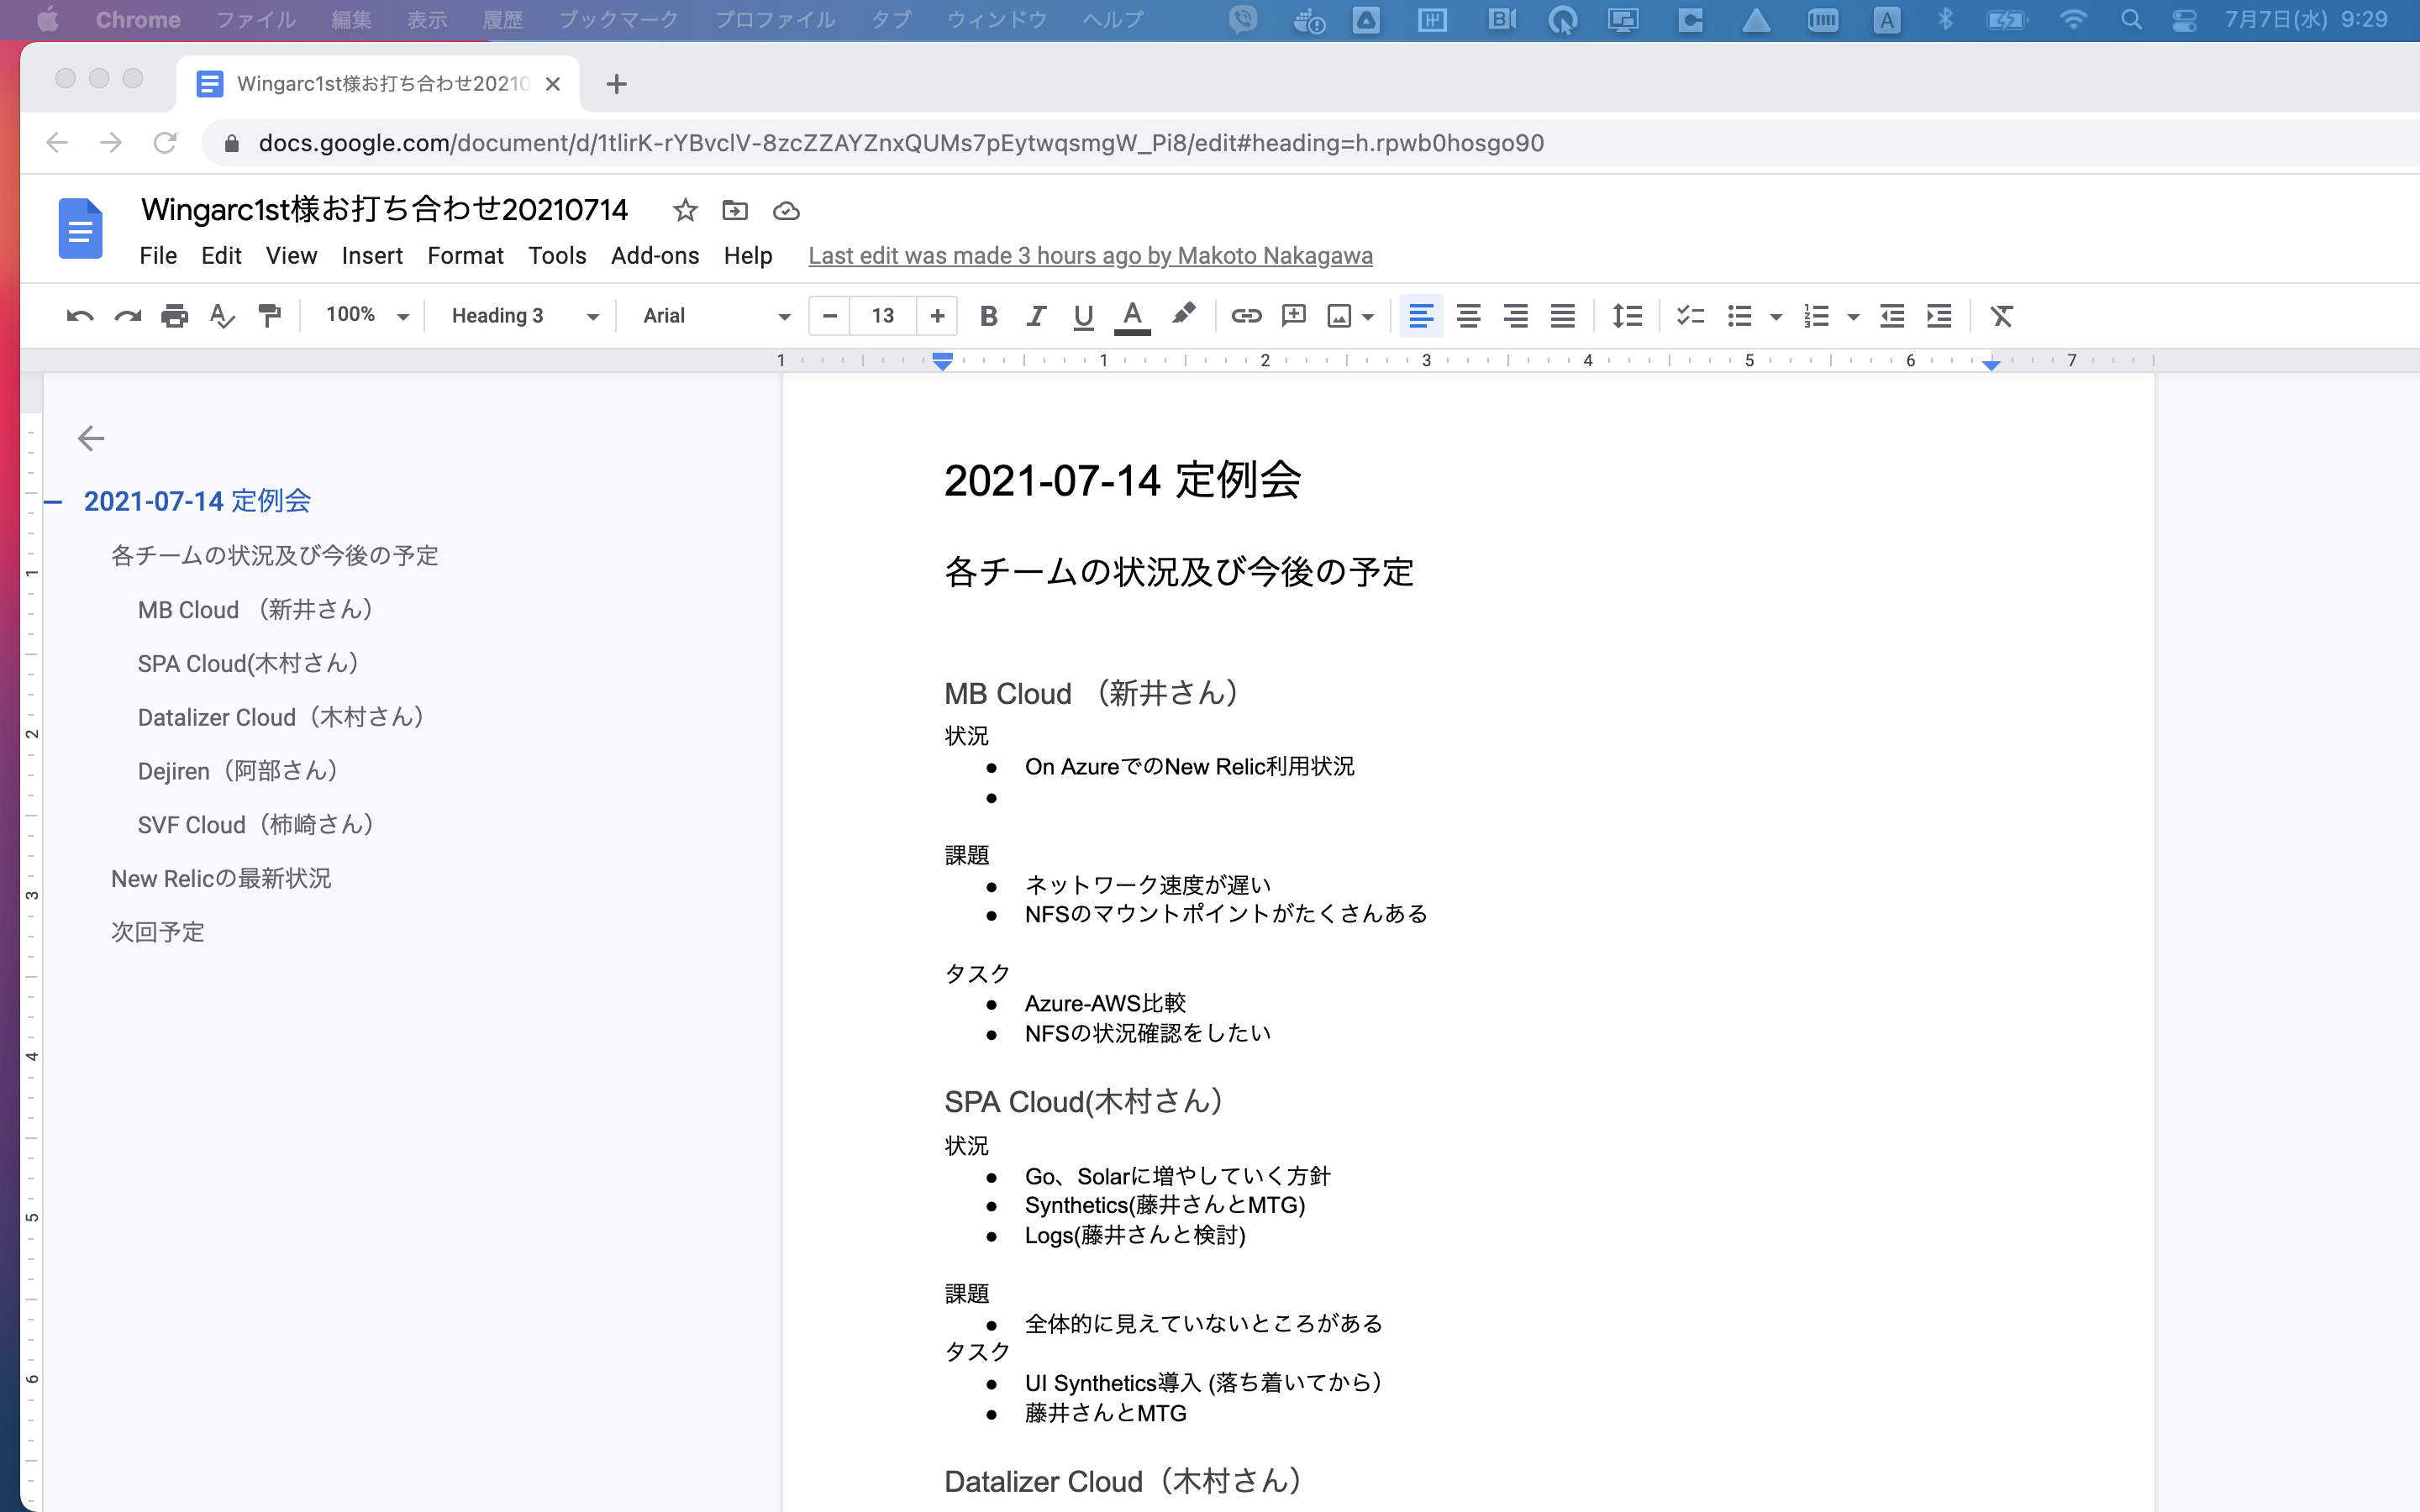 Chrome ファイル 編集 表示 履歴 ブックマーク プロファイル タブ ウィンドウ ヘルプ 7月7日(水) 9:29
Wingarc1st様お打ち合わせ20210
docs.google.com/document/d/1tlirK-rYBvclV-8zcZZAYZnxQUMs7pEytwqsmgW_Pi8/edit#heading=h.rpwb0hosgo90
Wingarc1st様お打ち合わせ20210714
File Edit View Insert Format Tools Add-ons Help Last edit was made 3 hours ago by Makoto Nakagawa
100% Heading 3 Arial 13
1 1 2 3 4 5 6 7
2021-07-14 定例会
各チームの状況及び今後の予定
MB Cloud （新井さん）
SPA Cloud(木村さん）
Datalizer Cloud（木村さん）
Dejiren（阿部さん）
SVF Cloud（柿崎さん）
New Relicの最新状況
次回予定
1
2
3
4
5
6
2021-07-14 定例会
各チームの状況及び今後の予定
MB Cloud （新井さん）
状況
● On AzureでのNew Relic利用状況
●
課題
● ネットワーク速度が遅い
● NFSのマウントポイントがたくさんある
タスク
● Azure-AWS比較
● NFSの状況確認をしたい
SPA Cloud(木村さん）
状況
● Go、Solarに増やしていく方針
● Synthetics(藤井さんとMTG)
● Logs(藤井さんと検討)
課題
● 全体的に見えていないところがある
タスク
● UI Synthetics導入 (落ち着いてから）
● 藤井さんとMTG
Datalizer Cloud（木村さん）